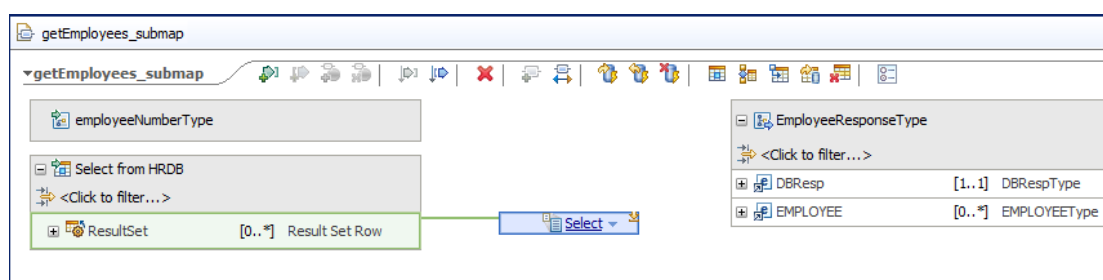 getEmployees_submap
getEmployees_submap
employeeNumberType
Select from HRDB
<Click to filter...>
ResultSet [0..*] Result Set Row
Select
EmployeeResponseType
<Click to filter...>
DBResp [1..1] DBRespType
EMPLOYEE [0..*] EMPLOYEEType